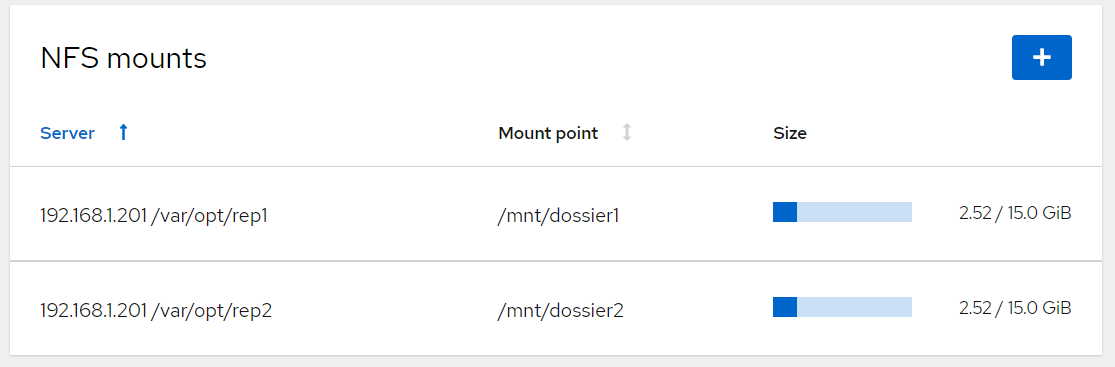 NFS mounts
Server Mount point Size
192.168.1.201 /var/opt/rep1 /mnt/dossier1 2.52 / 15.0 GiB
192.168.1.201 /var/opt/rep2 /mnt/dossier2 2.52 / 15.0 GiB